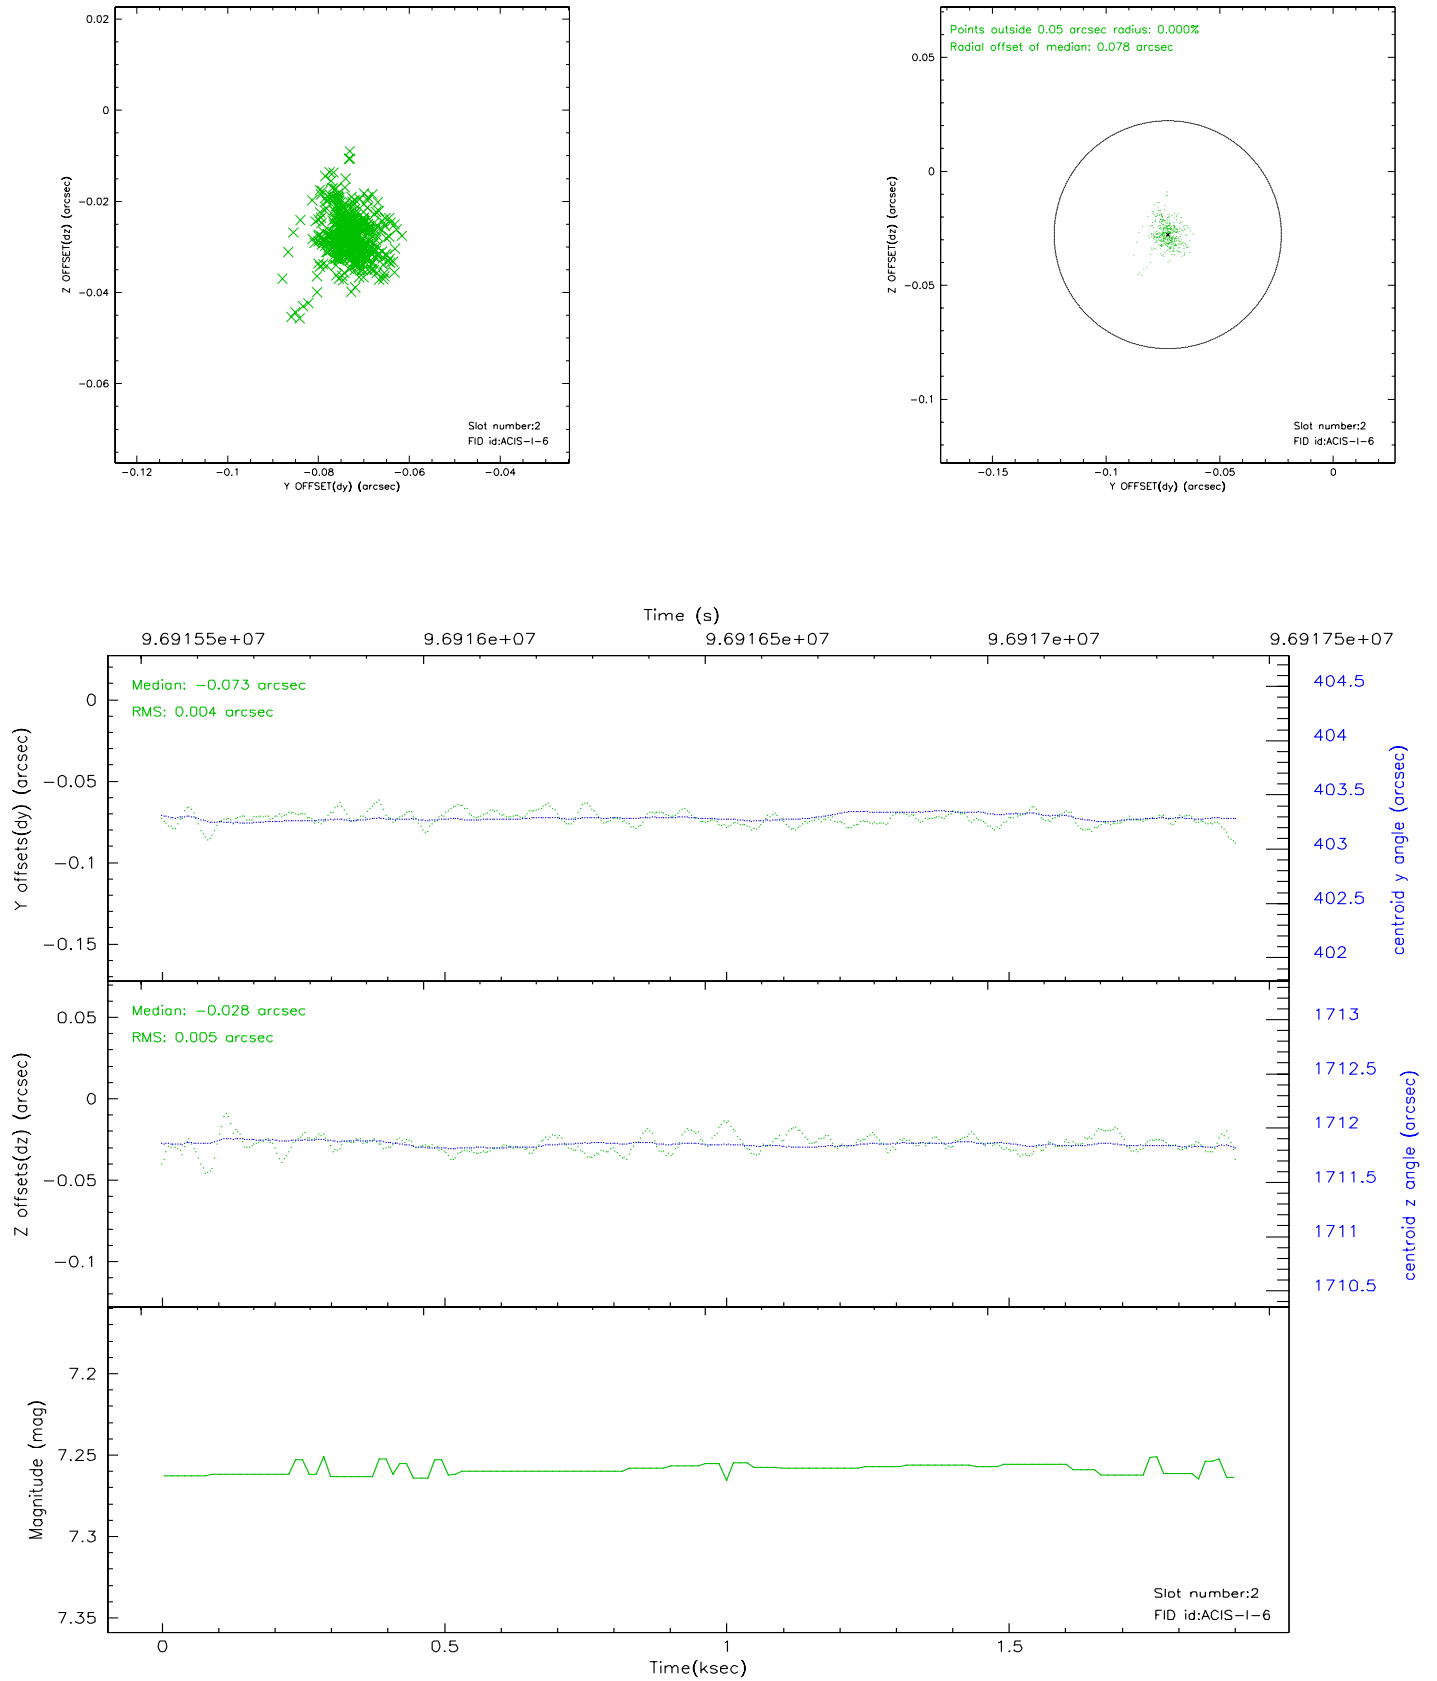 0.02
0
-0.02
-0.04
-0.06
Z OFFSET(dz) (arcsec)
Slot number:2
FID id:ACIS-I-6
-0.12 -0.1 -0.08 -0.06 -0.04
Y OFFSET(dy) (arcsec)
Points outside 0.05 arcsec radius: 0.000%
Radial offset of median: 0.078 arcsec
0.05
0
-0.05
-0.1
Z OFFSET(dz) (arcsec)
Slot number:2
FID id:ACIS-I-6
-0.15 -0.1 -0.05 0
Y OFFSET(dy) (arcsec)
Time (s)
9.69155e+07 9.6916e+07 9.69165e+07 9.6917e+07 9.69175e+07
Median: -0.073 arcsec
RMS: 0.004 arcsec
0
-0.05
-0.1
-0.15
Y offsets(dy) (arcsec)
404.5
404
403.5
403
402.5
402
centroid y angle (arcsec)
Median: -0.028 arcsec
RMS: 0.005 arcsec
0.05
0
-0.05
-0.1
Z offsets(dz) (arcsec)
1713
1712.5
1712
1711.5
1711
1710.5
centroid z angle (arcsec)
7.2
7.25
7.3
7.35
Magnitude (mag)
Slot number:2
FID id:ACIS-I-6
0 0.5 1 1.5
Time(ksec)